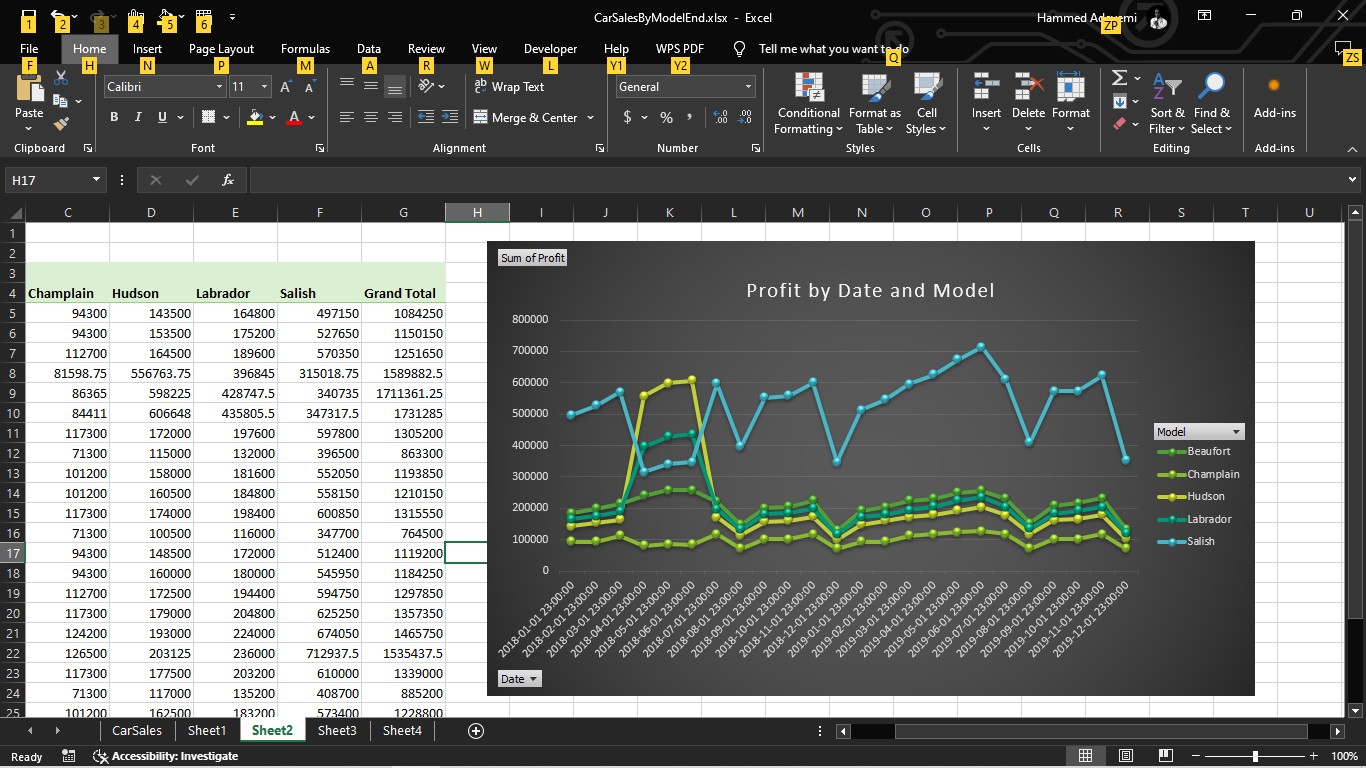 CarSalesByModelEnd.xlsx - Excel
1 2 3 4 5 6
File Home Insert Page Layout Formulas Data Review View Developer Help WPS PDF Tell me what you want to do
F H N P M A R W L Y1 Y2 Q ZP ZS
Calibri 11 Wrap Text General
Paste B I U Merge & Center $ % ,
Conditional Formatting Format as Table Cell Styles Insert Delete Format Sort & Filter Find & Select Add-ins
Clipboard Font Alignment Number Styles Cells Editing Add-ins
H17 fx
C D E F G H I J K L M N O P Q R S T U
1
2
3
4 Champlain Hudson Labrador Salish Grand Total
5 94300 143500 164800 497150 1084250
6 94300 153500 175200 527650 1150150
7 112700 164500 189600 570350 1251650
8 81598.75 556763.75 396845 315018.75 1589882.5
9 86365 598225 428747.5 340735 1711361.25
10 84411 606648 435805.5 347317.5 1731285
11 117300 172000 197600 597800 1305200
12 71300 115000 132000 396500 863300
13 101200 158000 181600 552050 1193850
14 101200 160500 184800 558150 1210150
15 117300 174000 198400 600850 1315550
16 71300 100500 116000 347700 764500
17 94300 148500 172000 512400 1119200
18 94300 160000 180000 545950 1184250
19 112700 172500 194400 594750 1297850
20 117300 179000 204800 625250 1357350
21 124200 193000 224000 674050 1465750
22 126500 203125 236000 712937.5 1535437.5
23 117300 177500 203200 610000 1339000
24 71300 117000 135200 408700 885200
25 101200 162500 183200 573400 1228800
Sum of Profit
Profit by Date and Model
800000
700000
600000
500000
400000
300000
200000
100000
0
2018-01-01 23:00:00
2018-02-01 23:00:00
2018-03-01 23:00:00
2018-04-01 23:00:00
2018-05-01 23:00:00
2018-06-01 23:00:00
2018-07-01 23:00:00
2018-08-01 23:00:00
2018-09-01 23:00:00
2018-10-01 23:00:00
2018-11-01 23:00:00
2018-12-01 23:00:00
2019-01-01 23:00:00
2019-02-01 23:00:00
2019-03-01 23:00:00
2019-04-01 23:00:00
2019-05-01 23:00:00
2019-06-01 23:00:00
2019-07-01 23:00:00
2019-08-01 23:00:00
2019-09-01 23:00:00
2019-10-01 23:00:00
2019-11-01 23:00:00
2019-12-01 23:00:00
Model
Beaufort
Champlain
Hudson
Labrador
Salish
Date
CarSales Sheet1 Sheet2 Sheet3 Sheet4
Ready Accessibility: Investigate 100%